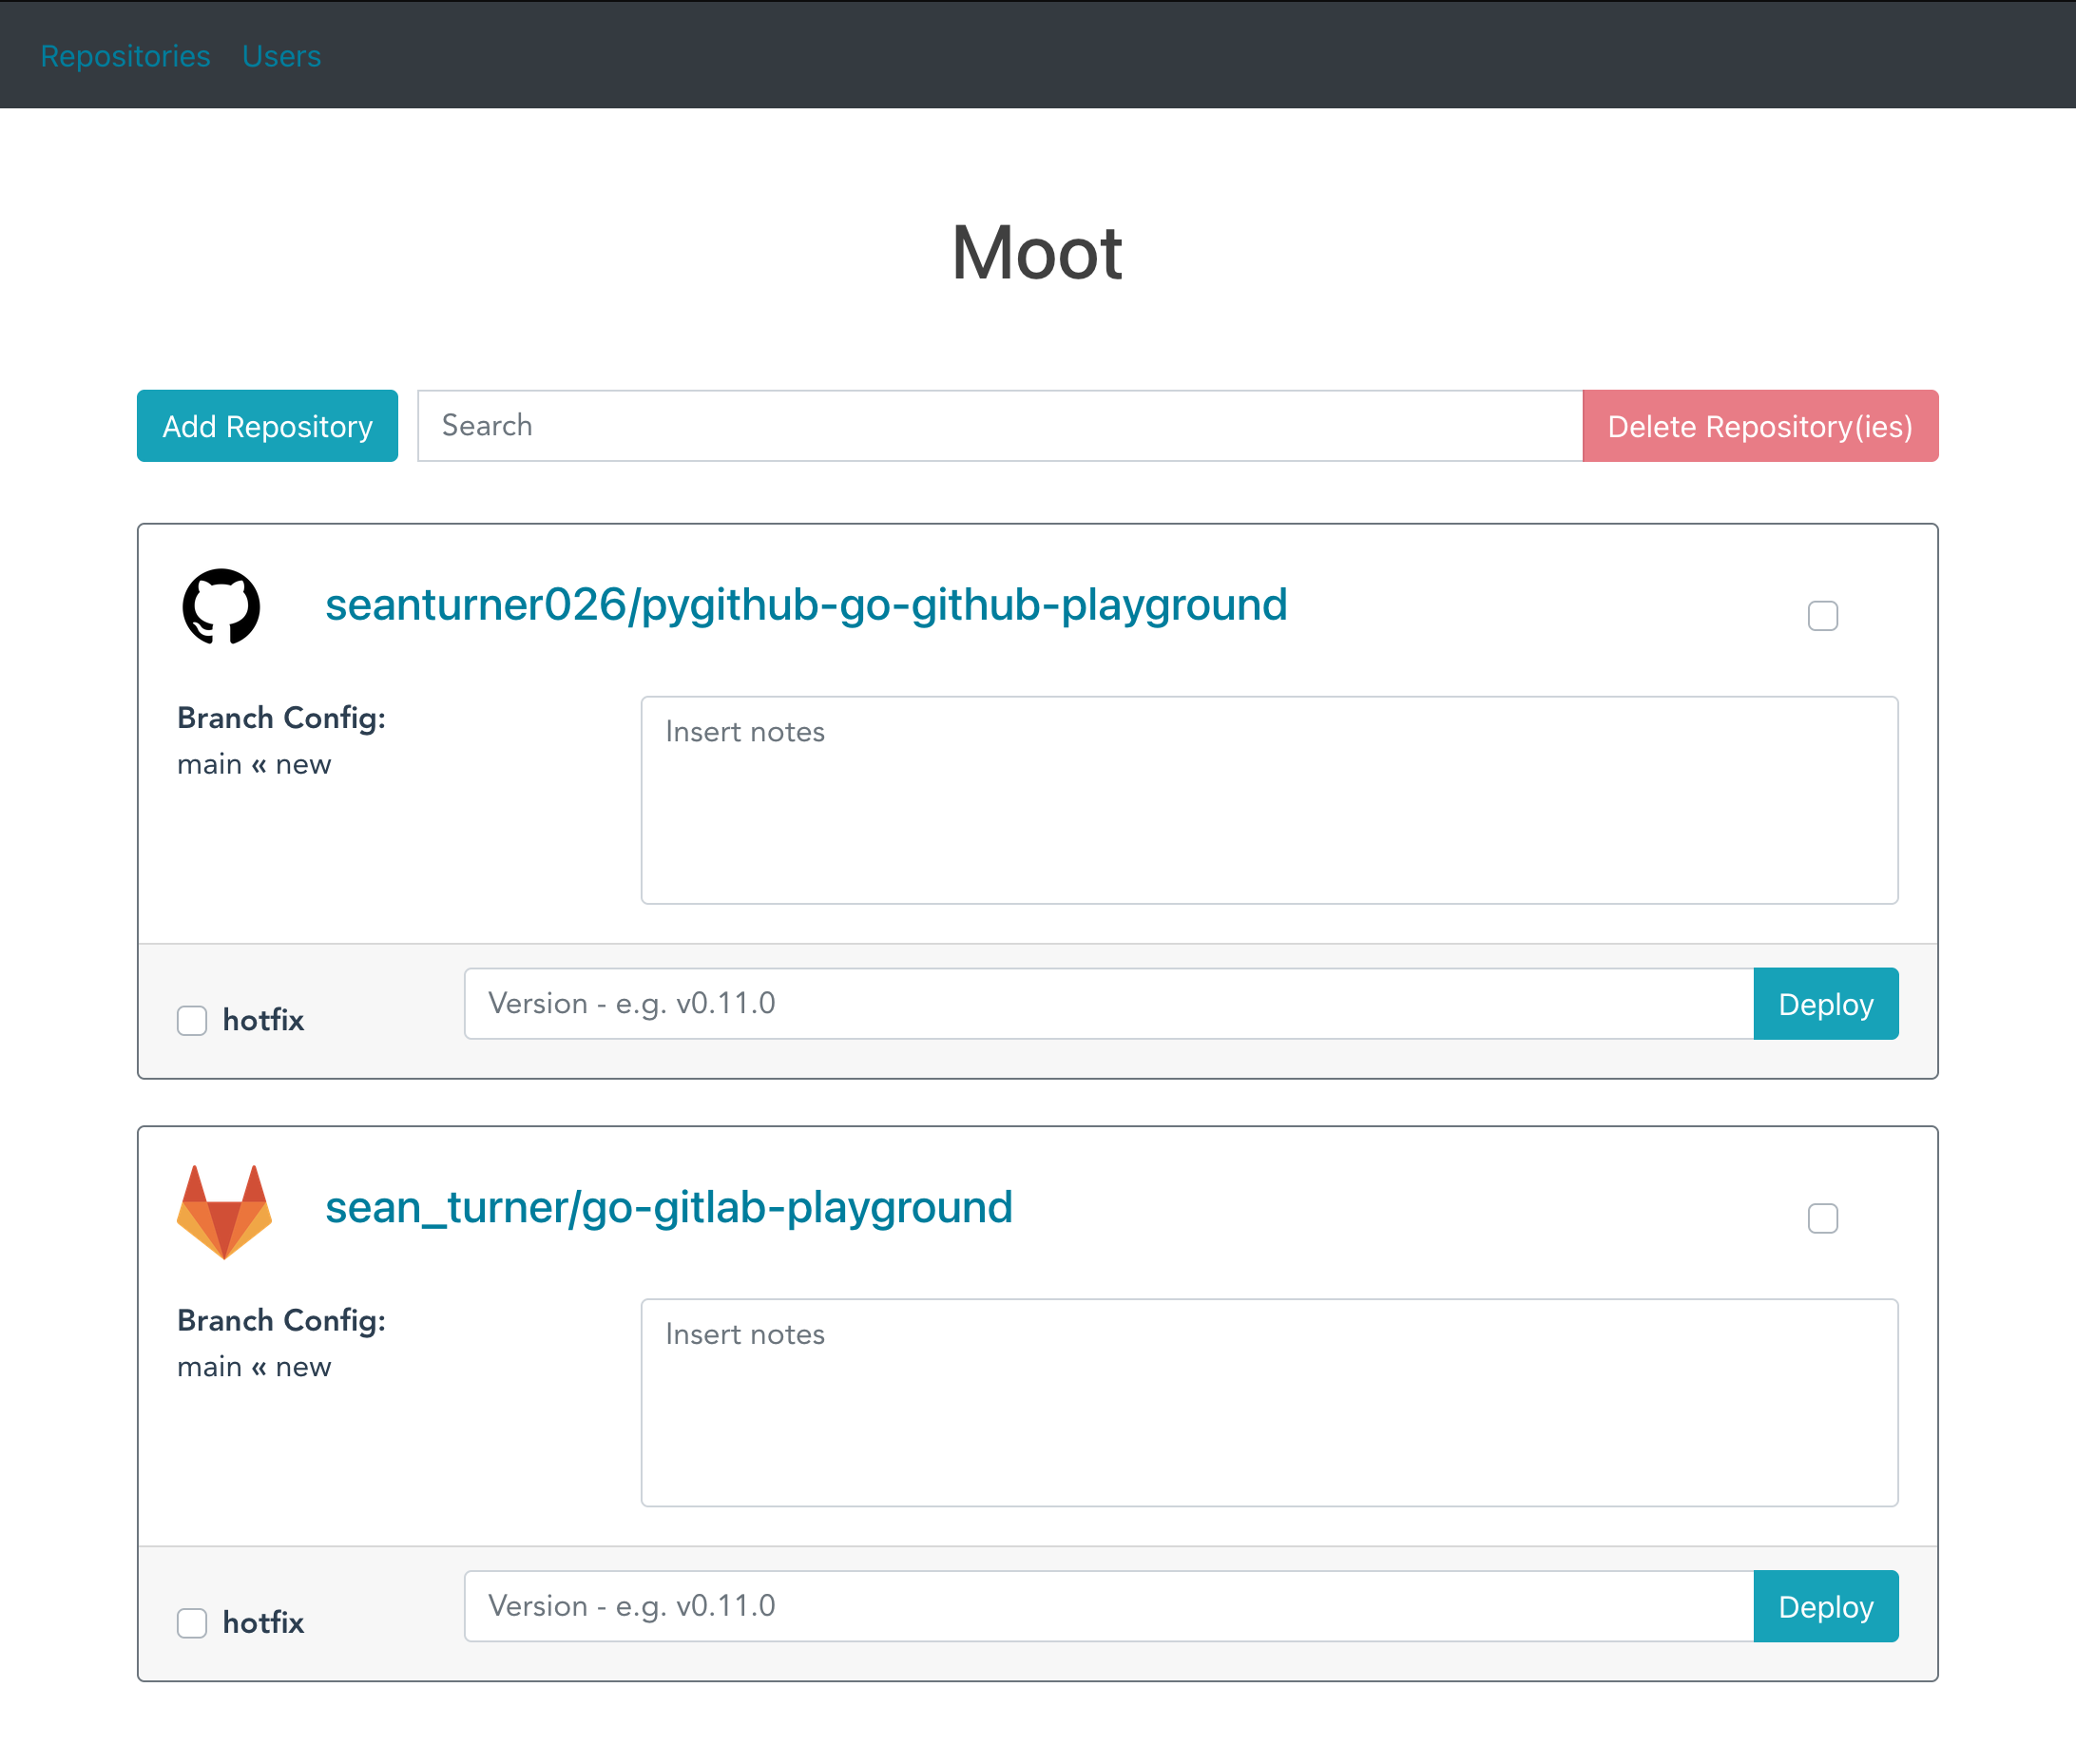 Repositories Users
Moot
Add Repository Search Delete Repository(ies)
seanturner026/pygithub-go-github-playground
Branch Config:
main « new
Insert notes
hotfix Version - e.g. v0.11.0 Deploy
sean_turner/go-gitlab-playground
Branch Config:
main « new
Insert notes
hotfix Version - e.g. v0.11.0 Deploy